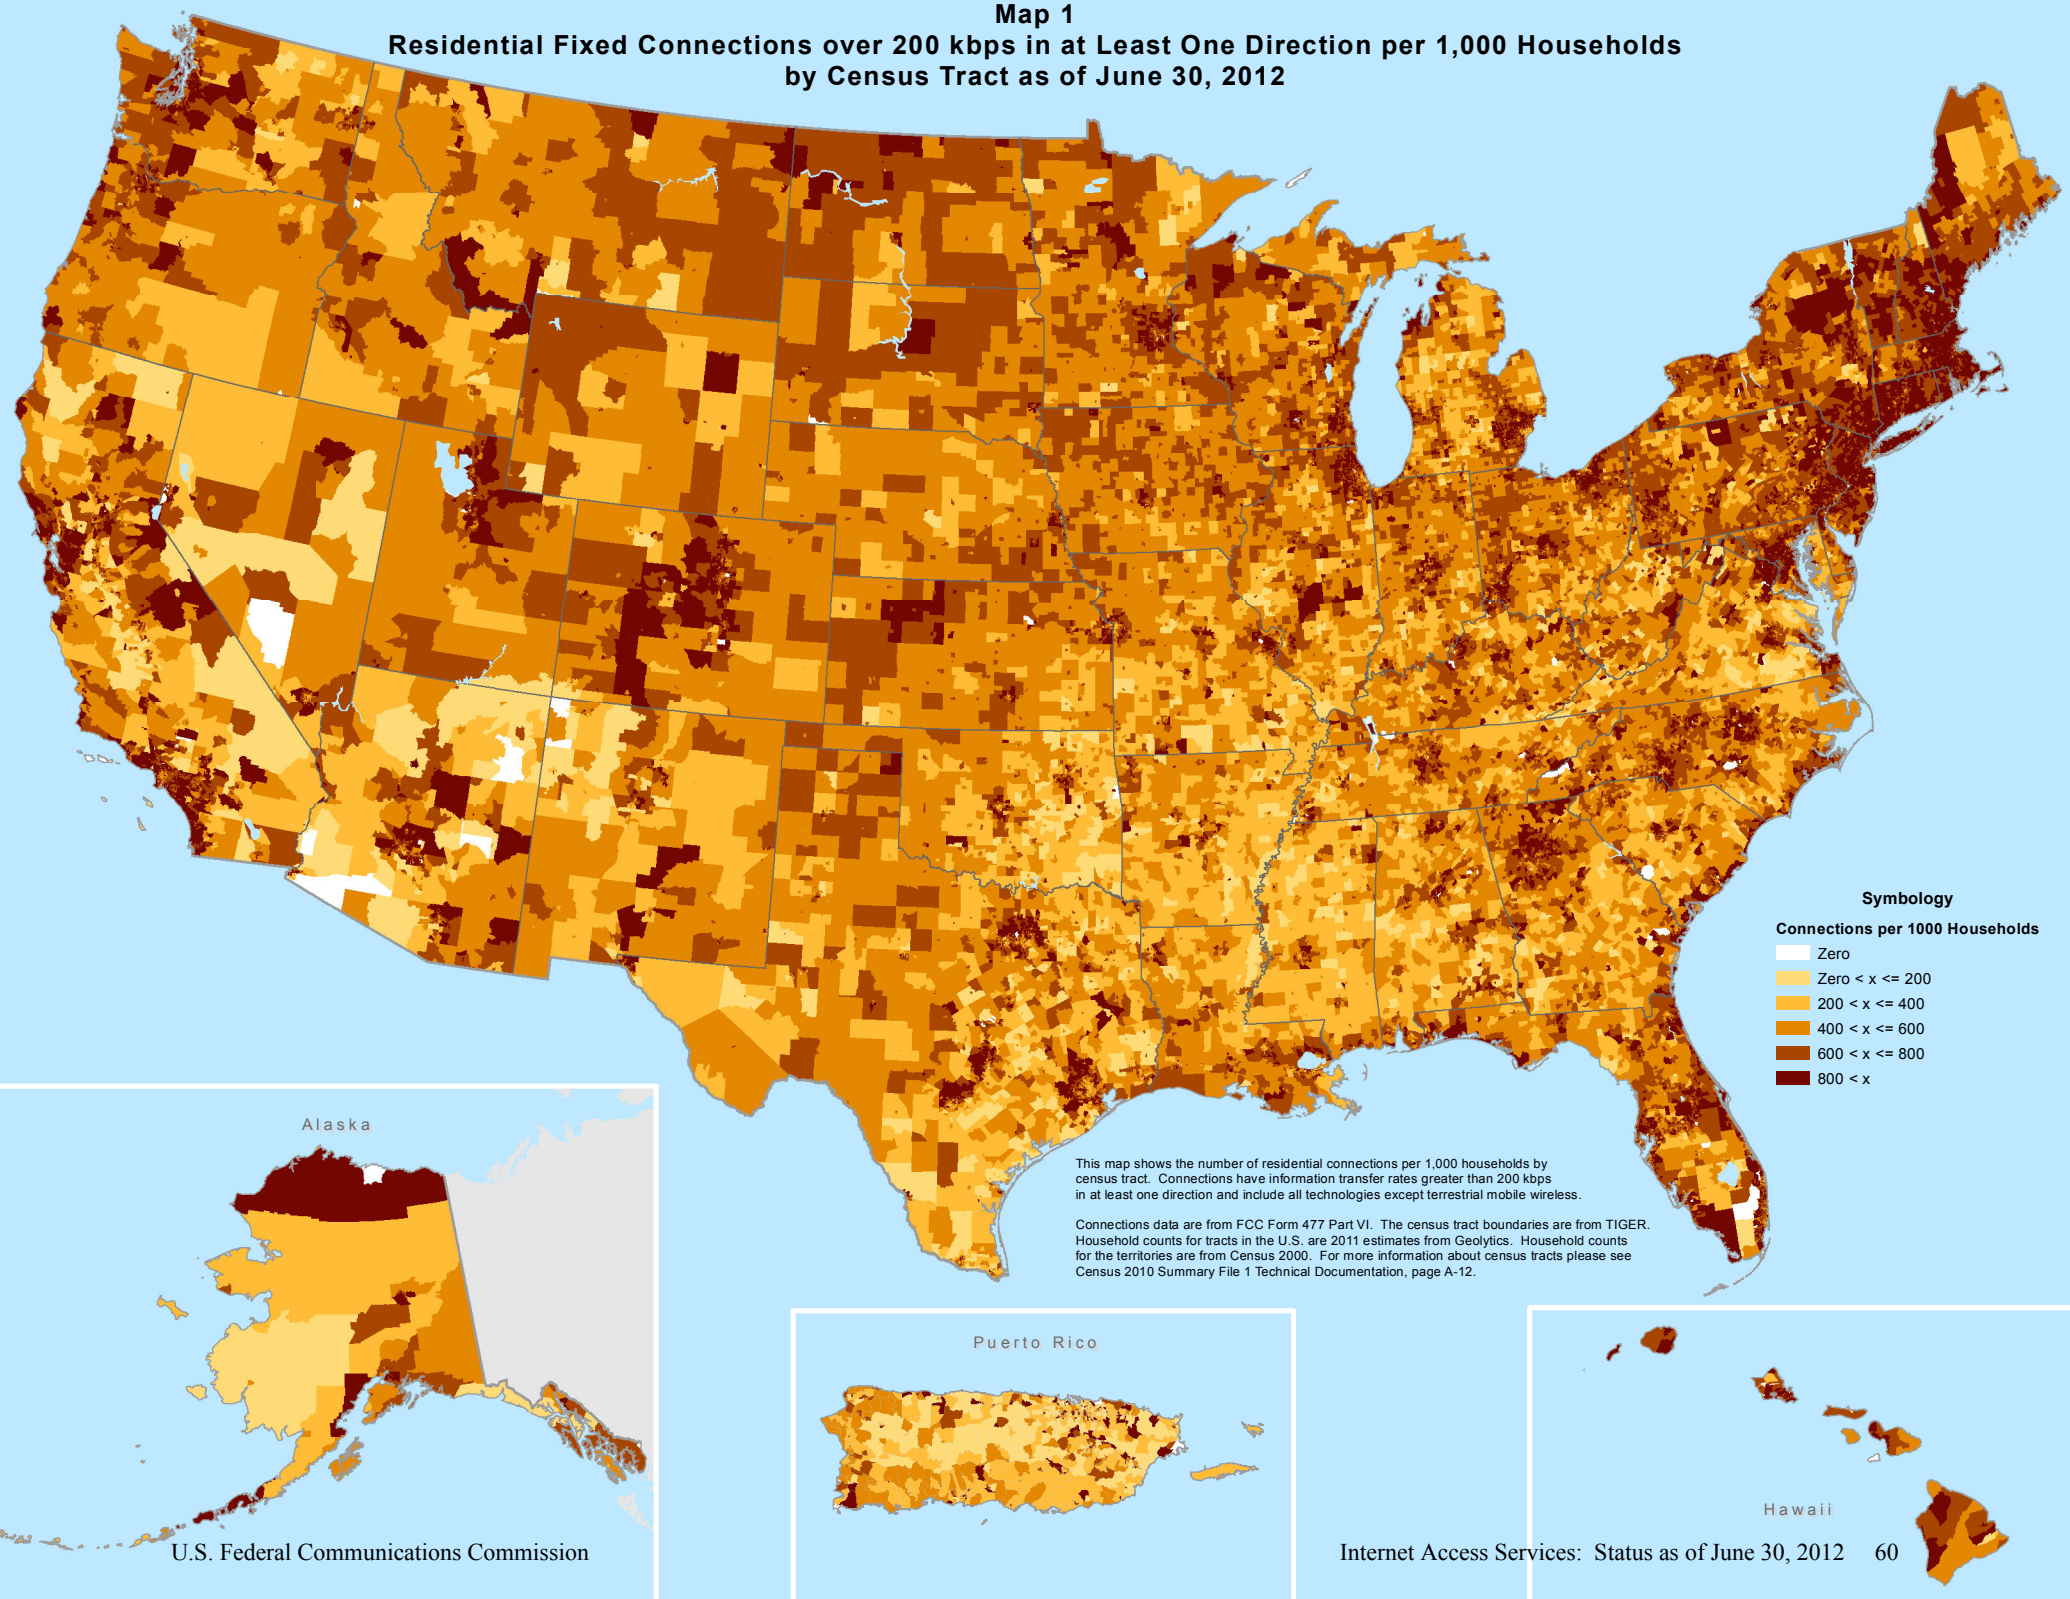 Map 1
Residential Fixed Connections over 200 kbps in at Least One Direction per 1,000 Households
by Census Tract as of June 30, 2012
Symbology
Connections per 1000 Households
Zero
Zero < x <= 200
200 < x <= 400
400 < x <= 600
600 < x <= 800
800 < x
Alaska
This map shows the number of residential connections per 1,000 households by
census tract. Connections have information transfer rates greater than 200 kbps
in at least one direction and include all technologies except terrestrial mobile wireless.
Connections data are from FCC Form 477 Part VI. The census tract boundaries are from TIGER.
Household counts for tracts in the U.S. are 2011 estimates from Geolytics. Household counts
for the territories are from Census 2000. For more information about census tracts please see
Census 2010 Summary File 1 Technical Documentation, page A-12.
Puerto Rico
Hawaii
U.S. Federal Communications Commission
Internet Access Services: Status as of June 30, 2012 60